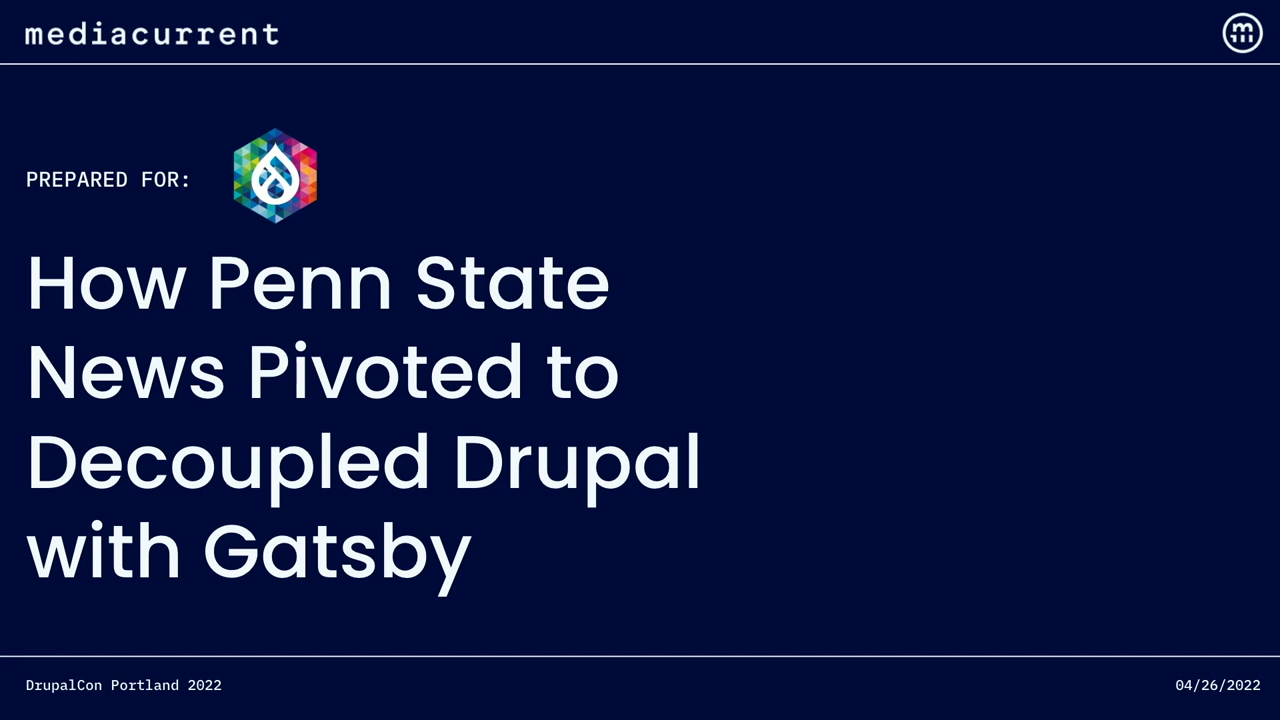 mediacurrent
PREPARED FOR:
How Penn State
News Pivoted to
Decoupled Drupal
with Gatsby
DrupalCon Portland 2022
04/26/2022